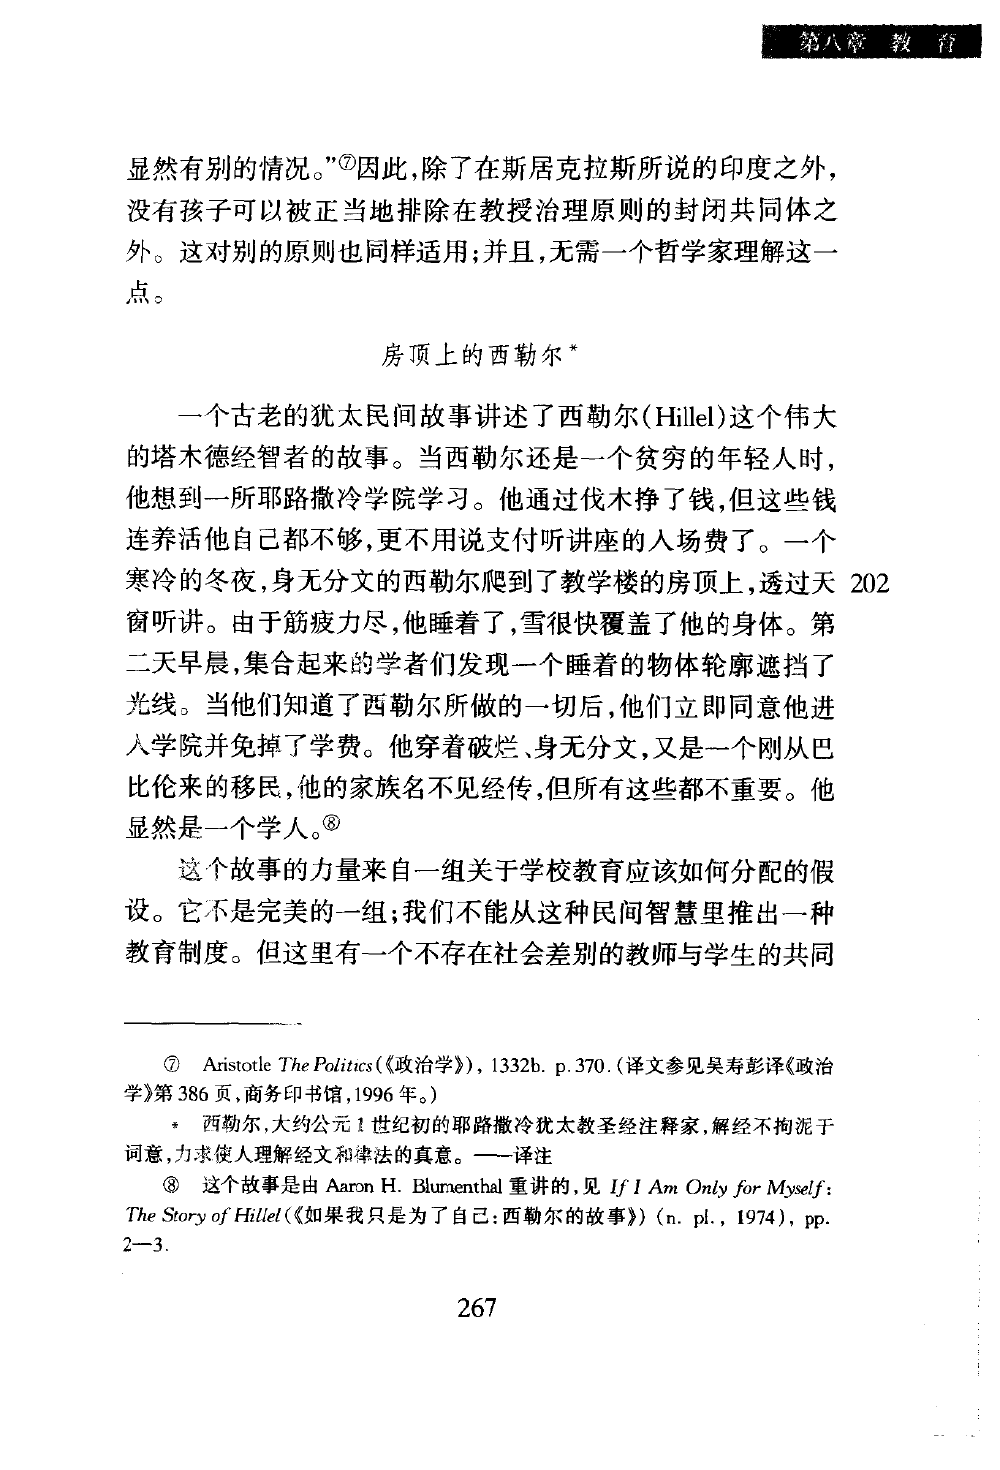 第八章 教 育
显然有别的情况。”⑦因此,除了在斯居克拉斯所说的印度之外,
没有孩子可以被正当地排除在教授治理原则的封闭共同体之
外。这对别的原则也同样适用;并且,无需一个哲学家理解这一
点。
房顶上的西勒尔*
一个古老的犹太民间故事讲述了西勒尔(Hillel)这个伟大
的塔木德经智者的故事。当西勒尔还是一个贫穷的年轻人时,
他想到一所耶路撒冷学院学习。他通过伐木挣了钱,但这些钱
连养活他自己都不够,更不用说支付听讲座的入场费了。一个
寒冷的冬夜,身无分文的西勒尔爬到了教学楼的房顶上,透过天 202
窗听讲。由于筋疲力尽,他睡着了,雪很快覆盖了他的身体。第
二天早晨,集合起来的学者们发现一个睡着的物体轮廓遮挡了
光线。当他们知道了西勒尔所做的一切后,他们立即同意他进
入学院并免掉了学费。他穿着破烂、身无分文,又是一个刚从巴
比伦来的移民,他的家族名不见经传,但所有这些都不重要。他
显然是一个学人。⑧
这个故事的力量来自一组关于学校教育应该如何分配的假
设。它不是完美的一组;我们不能从这种民间智慧里推出一种
教育制度。但这里有一个不存在社会差别的教师与学生的共同
⑦ Aristotle The Politics(《政治学》), 1332b. p.370.(译文参见吴寿彭译《政治
学》第386页,商务印书馆,1996年。)
* 西勒尔,大约公元1世纪初的耶路撒冷犹太教圣经注释家,解经不拘泥于
词意,力求使人理解经文和律法的真意。——译注
⑧ 这个故事是由 Aaron H. Blumenthal 重讲的,见 If I Am Only for Myself:
The Story of Hillel(《如果我只是为了自己:西勒尔的故事》) (n. pl., 1974), pp.
2—3.
267